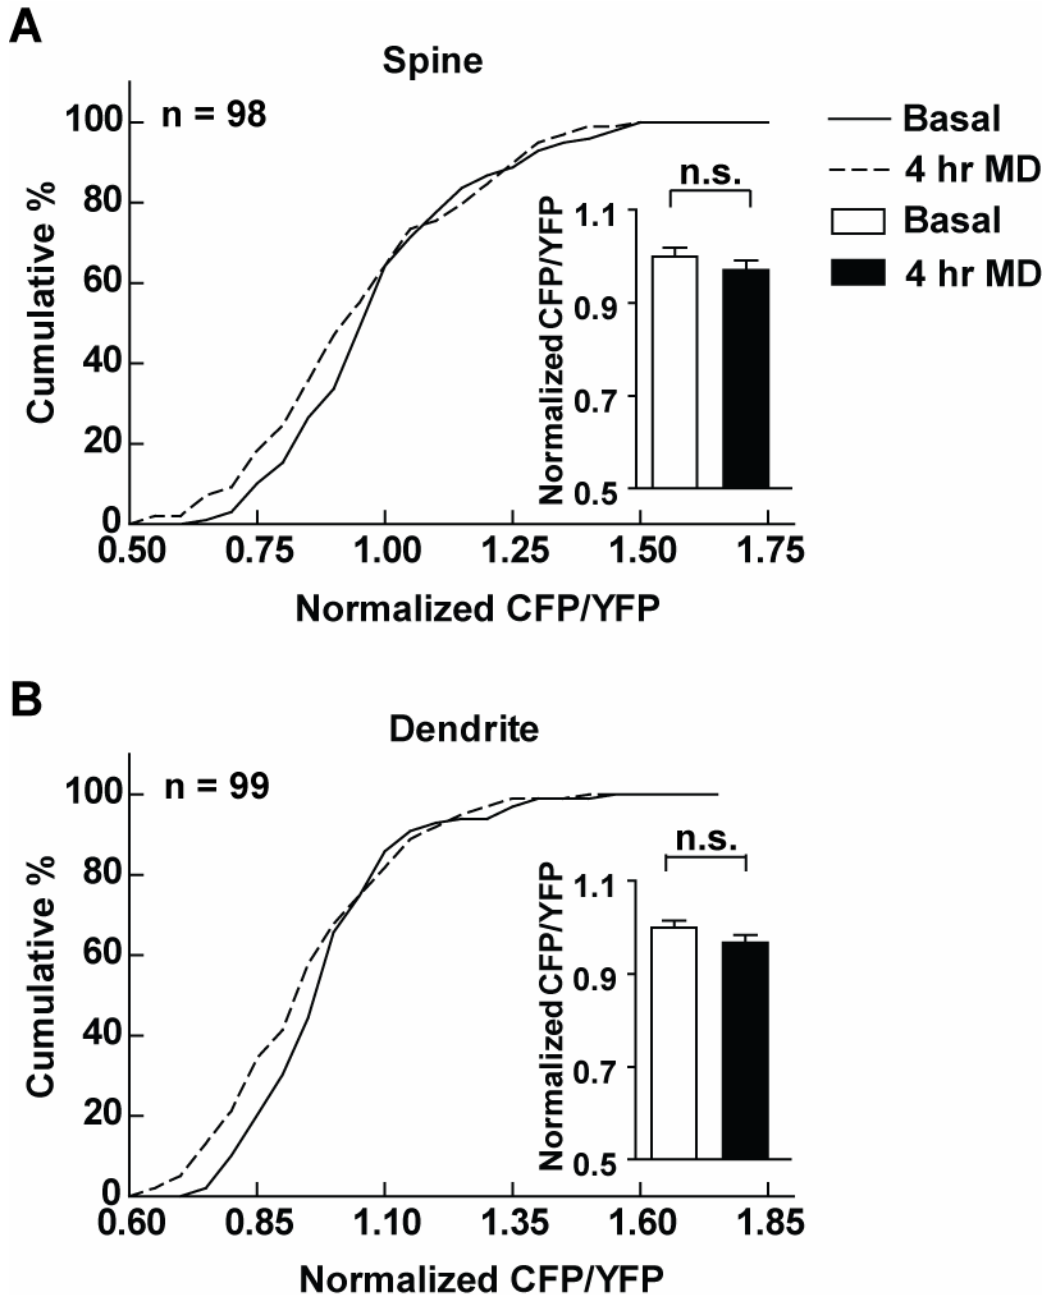 A
Spine
n = 98
Cumulative %
100
80
60
40
20
0
0.50 0.75 1.00 1.25 1.50 1.75
Normalized CFP/YFP
n.s.
Normalized CFP/YFP
1.1
0.9
0.7
0.5
Basal
4 hr MD
Basal
4 hr MD
B
Dendrite
n = 99
Cumulative %
100
80
60
40
20
0
0.60 0.85 1.10 1.35 1.60 1.85
Normalized CFP/YFP
n.s.
Normalized CFP/YFP
1.1
0.9
0.7
0.5